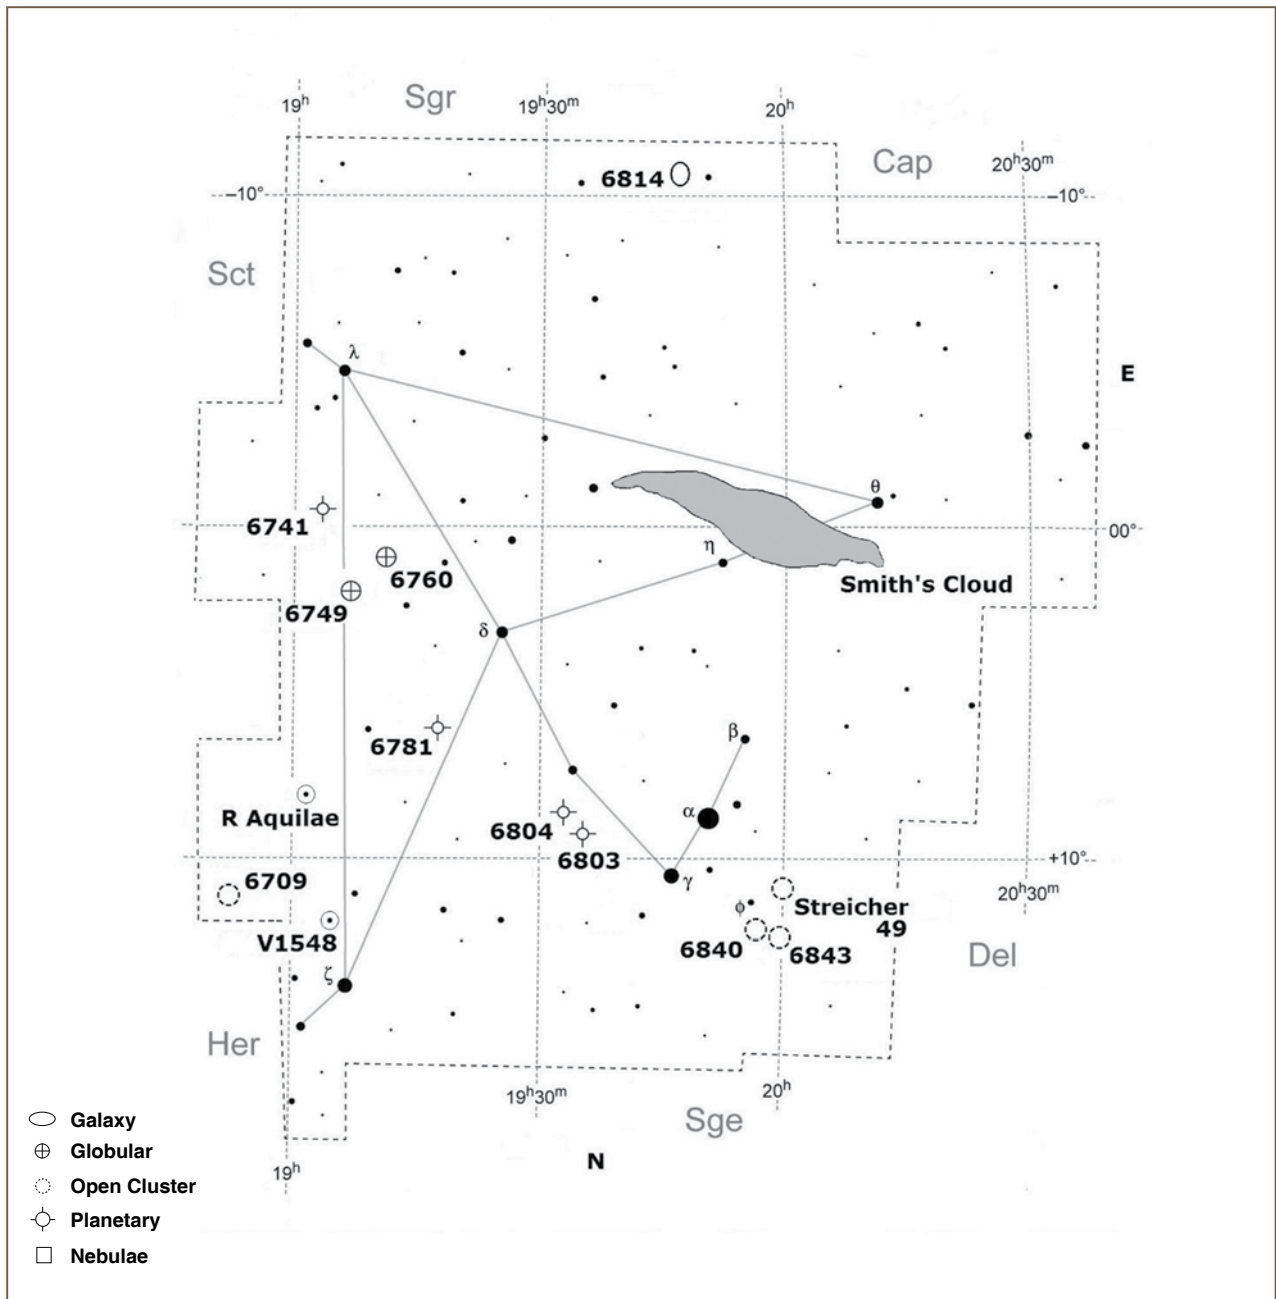 Sgr
19h
19h30m
20h
Cap
20h30m
6814
–10°
–10°
Sct
λ
E
θ
6741
00°
η
6760
Smith's Cloud
6749
δ
β
6781
α
R Aquilae
6804
6803
+10°
6709
γ
20h30m
φ
Streicher
49
V1548
6840
6843
Del
ζ
Her
19h30m
20h
Sge
Galaxy
Globular
N
19h
Open Cluster
Planetary
Nebulae